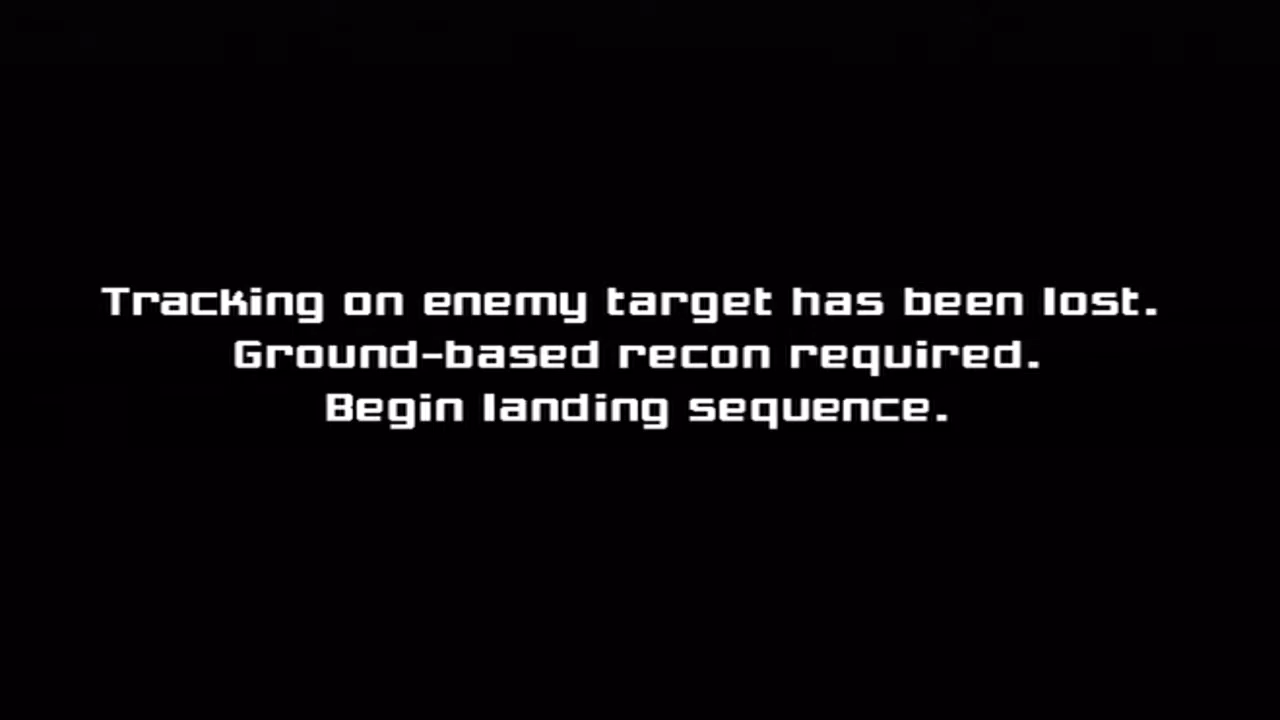 Tracking on enemy target has been lost.
Ground-based recon required.
Begin landing sequence.